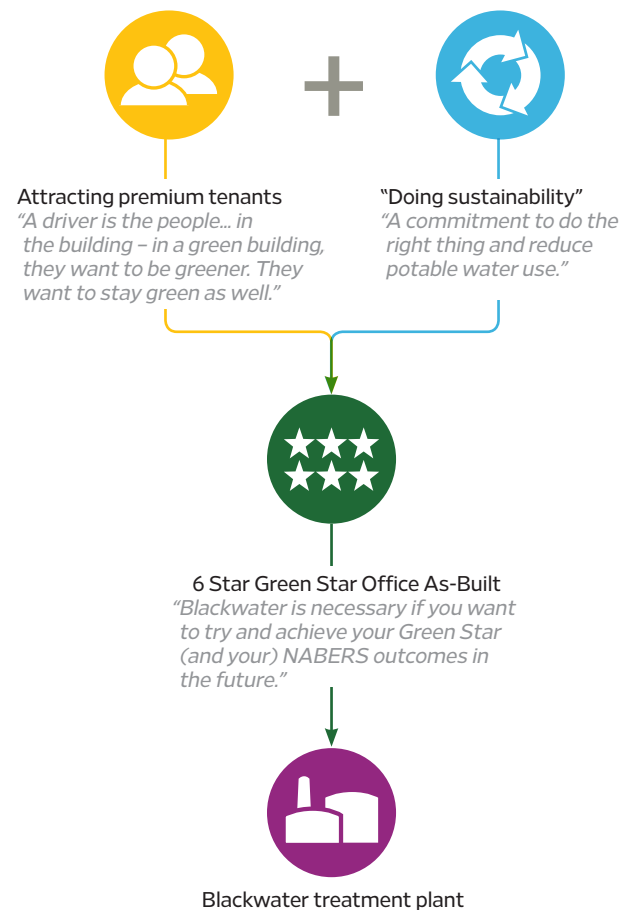 Attracting premium tenants
“A driver is the people... in
the building – in a green building,
they want to be greener. They
want to stay green as well.”
“Doing sustainability”
“A commitment to do the
right thing and reduce
potable water use.”
6 Star Green Star Office As-Built
“Blackwater is necessary if you want
to try and achieve your Green Star
(and your) NABERS outcomes in
the future.”
Blackwater treatment plant